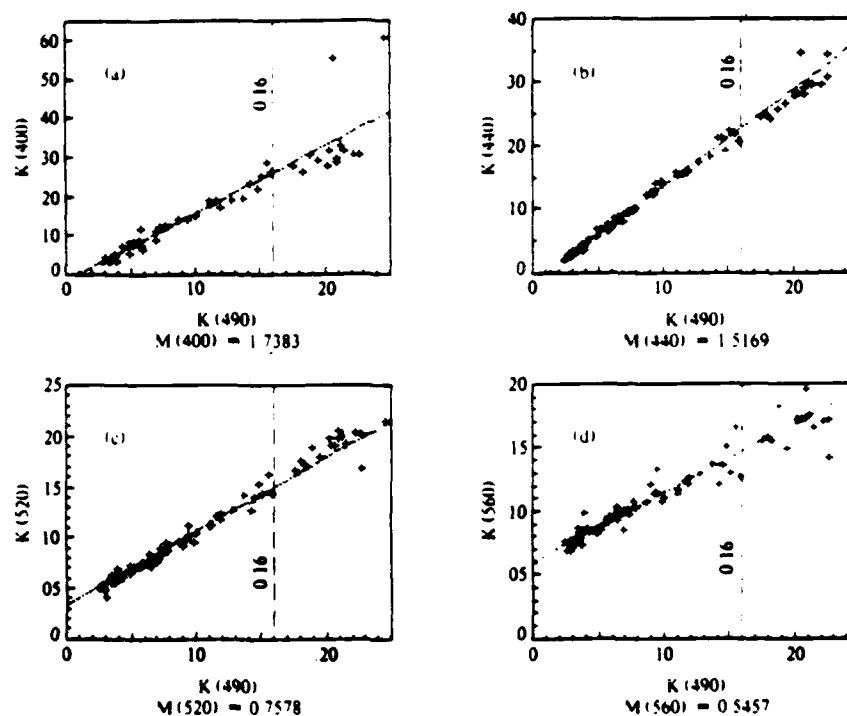 (a)
60
50
40
30
20
10
0
K (400)
0 16
0
10
20
K (490)
M (400) = 1 7383
(b)
40
30
20
10
0
K (440)
0 16
0
10
20
K (490)
M (440) = 1 5169
(c)
25
20
15
10
05
0
K (520)
0 16
0
10
20
K (490)
M (520) = 0 7578
(d)
20
15
10
05
0
K (560)
0 16
0
10
20
K (490)
M (560) = 0 5457